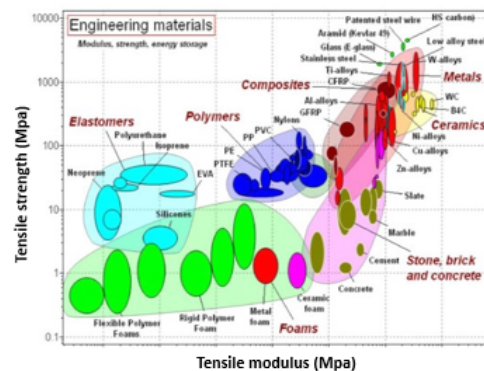 Engineering materials
Modulus, strength, energy storage
Patented steel wire
HS carbon)
Aramid (Kevlar 49)
Glass (E-glass)
Low alloy steel
Stainless steel
W-alloys
Ti-alloys
Metals
Composites
CFRP
Al-alloys
WC
GFRP
B4C
Ceramics
Polymers
Nylons
Elastomers
PVC
PP
Ni-alloys
Polyurethane
PE
Cu-alloys
Isoprene
PTFE
Zn-alloys
Neoprene
EVA
Slate
Silicones
Marble
Stone, brick
and concrete
Cement
Flexible Polymer
Foams
Rigid Polymer
Foam
Metal
foam
Ceramic
foam
Foams
Concrete
10000
1000
100
10
1
0.1
Tensile strength (Mpa)
Tensile modulus (Mpa)